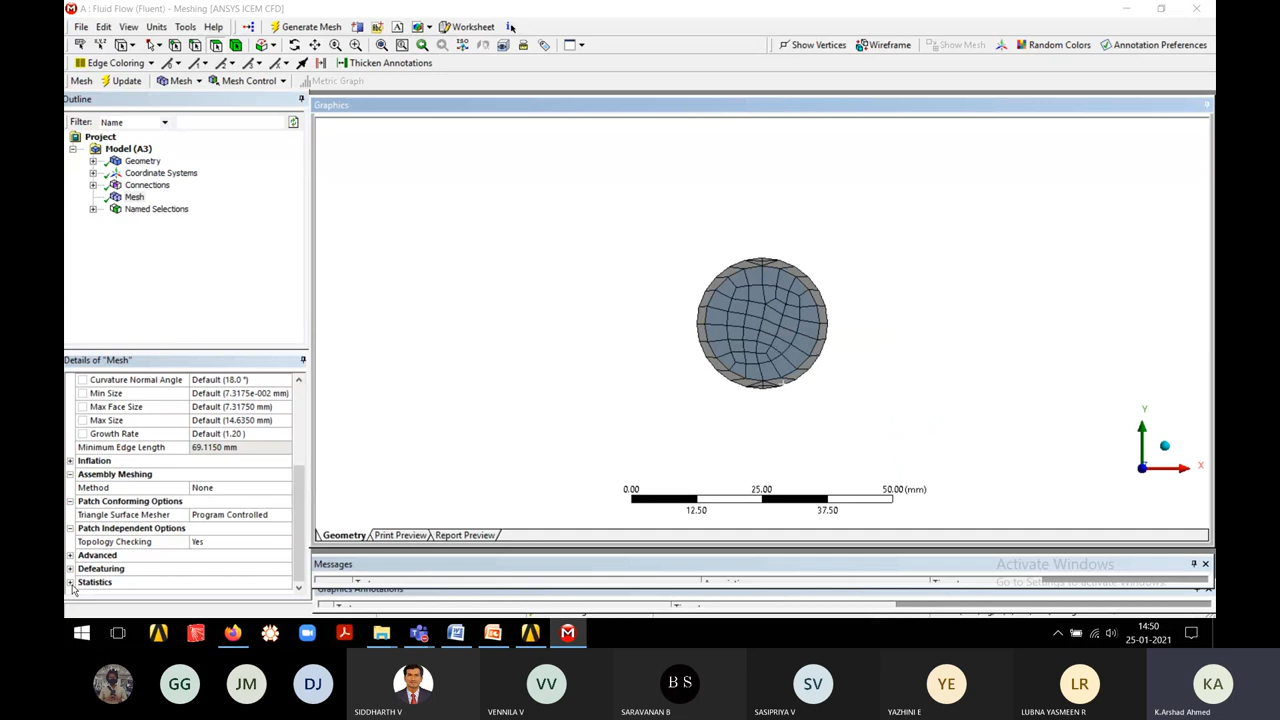 A : Fluid Flow (Fluent) - Meshing [ANSYS ICEM CFD]
File Edit View Units Tools Help Generate Mesh Worksheet
Show Vertices Wireframe Show Mesh Random Colors Annotation Preferences
Edge Coloring Thicken Annotations
Mesh Update Mesh Mesh Control Metric Graph
Outline
Filter: Name
Project
Model (A3)
Geometry
Coordinate Systems
Connections
Mesh
Named Selections
Details of "Mesh"
Curvature Normal Angle Default (18.0 °)
Min Size Default (7.3175e-002 mm)
Max Face Size Default (7.31750 mm)
Max Size Default (14.6350 mm)
Growth Rate Default (1.20 )
Minimum Edge Length 69.1150 mm
Inflation
Assembly Meshing
Method None
Patch Conforming Options
Triangle Surface Mesher Program Controlled
Patch Independent Options
Topology Checking Yes
Advanced
Defeaturing
Statistics
Graphics
Y
X
0.00 25.00 50.00 (mm)
12.50 37.50
Geometry Print Preview Report Preview
Messages
Graphics Annotations
Activate Windows
Go to Settings to activate Windows.
14:50
25-01-2021
GG JM DJ VV B S SV YE LR KA
SIDDHARTH V VENNILA V SARAVANAN B SASIPRIYA V YAZHINI E LUBNA YASMEEN R K.Arshad Ahmed